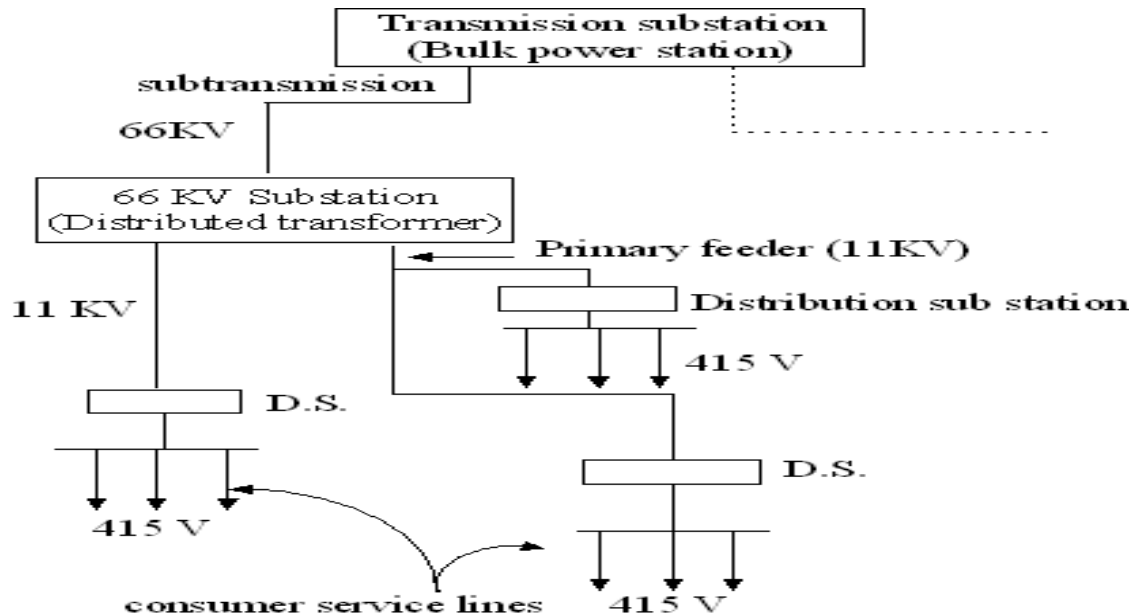 Transmission substation
(Bulk power station)
subtransmission
66KV
66 KV Substation
(Distributed transformer)
Primary feeder (11KV)
11 KV
Distribution sub station
415 V
D.S.
D.S.
415 V
consumer service lines
415 V